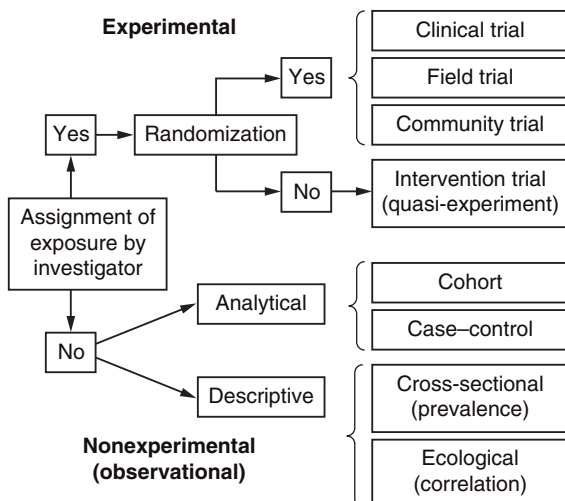 Experimental
Clinical trial
Yes
Field trial
Community trial
Yes
Randomization
No
Intervention trial
(quasi-experiment)
Assignment of
exposure by
investigator
Analytical
Cohort
Case–control
No
Descriptive
Cross-sectional
(prevalence)
Nonexperimental
(observational)
Ecological
(correlation)